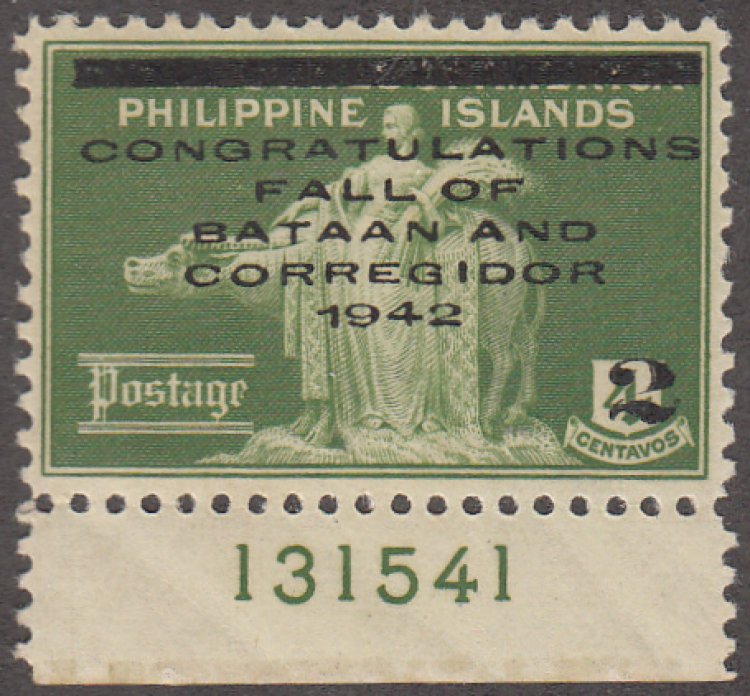 PHILIPPINE ISLANDS
CONGRATULATIONS
FALL OF
BATAAN AND
CORREGIDOR
1942
Postage
2
CENTAVOS
131541